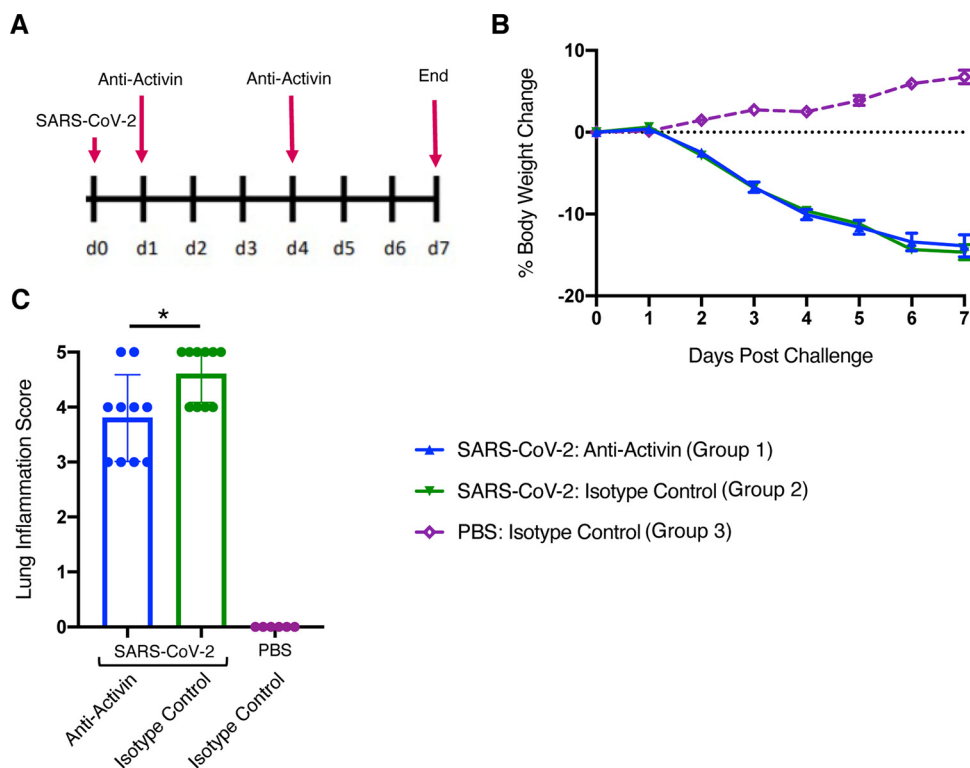 A
Anti-Activin Anti-Activin End
SARS-CoV-2
d0 d1 d2 d3 d4 d5 d6 d7
B
% Body Weight Change
10
0
-10
-20
0 1 2 3 4 5 6 7
Days Post Challenge
C
*
Lung Inflammation Score
5
4
3
2
1
0
SARS-CoV-2 PBS
Anti-Activin
Isotype Control
Isotype Control
SARS-CoV-2: Anti-Activin (Group 1)
SARS-CoV-2: Isotype Control (Group 2)
PBS: Isotype Control (Group 3)